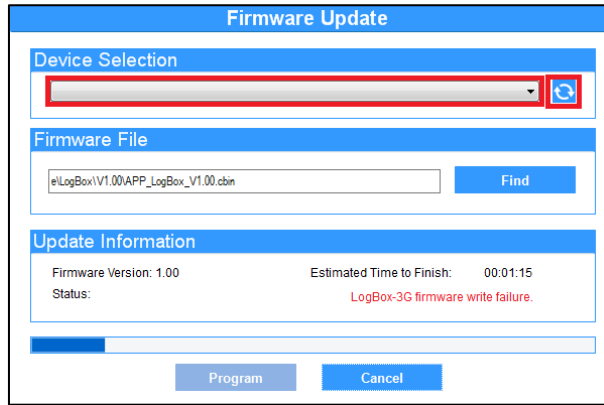 Firmware Update
Device Selection
Firmware File
e\LogBox\V1.00\APP_LogBox_V1.00.cbin
Find
Update Information
Firmware Version: 1.00 Estimated Time to Finish: 00:01:15
Status: LogBox-3G firmware write failure.
Program Cancel